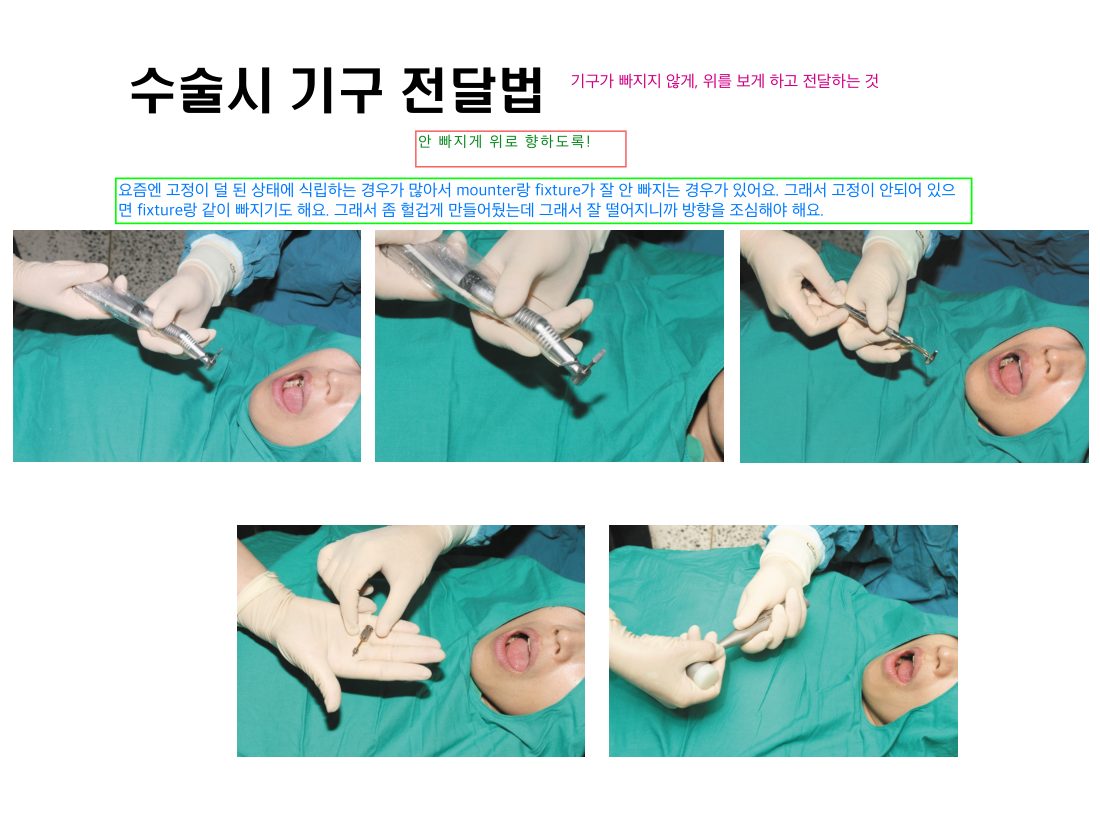 수술시 기구 전달법
기구가 빠지지 않게, 위를 보게 하고 전달하는 것
안 빠지게 위로 향하도록!
요즘엔 고정이 덜 된 상태에 식립하는 경우가 많아서 mounter랑 fixture가 잘 안 빠지는 경우가 있어요. 그래서 고정이 안되어 있으
면 fixture랑 같이 빠지기도 해요. 그래서 좀 헐겁게 만들어뒀는데 그래서 잘 떨어지니까 방향을 조심해야 해요.